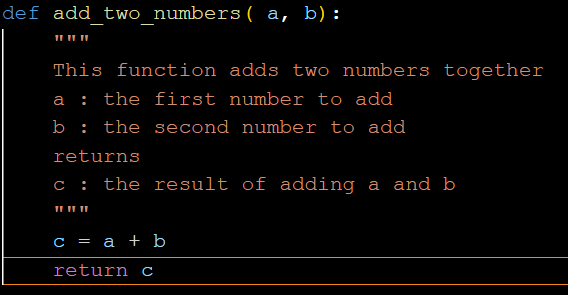 def add_two_numbers( a, b):
"""
This function adds two numbers together
a : the first number to add
b : the second number to add
returns
c : the result of adding a and b
"""
c = a + b
return c